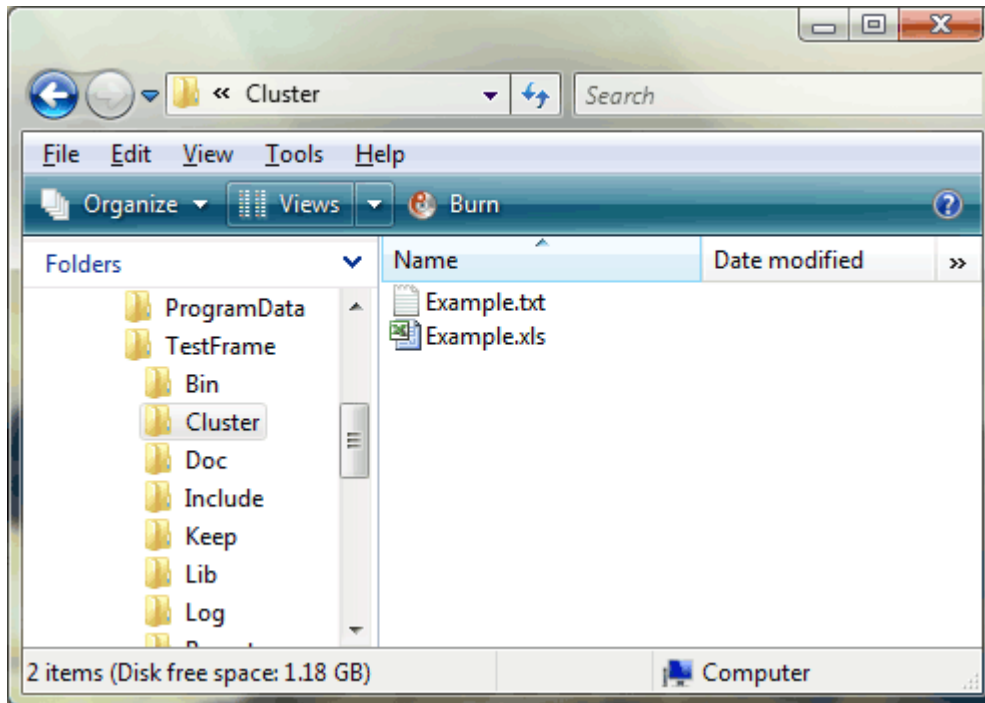 « Cluster Search
File Edit View Tools Help
Organize Views Burn
Folders
ProgramData
TestFrame
Bin
Cluster
Doc
Include
Keep
Lib
Log
Name Date modified »
Example.txt
Example.xls
2 items (Disk free space: 1.18 GB) Computer